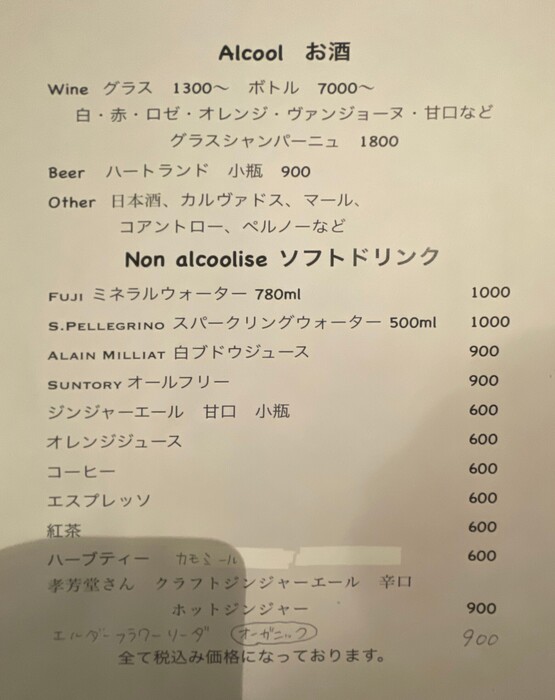 Alcool お酒
Wine グラス 1300〜 ボトル 7000〜
白・赤・ロゼ・オレンジ・ヴァンジョーヌ・甘口など
グラスシャンパーニュ 1800
Beer ハートランド 小瓶 900
Other 日本酒、カルヴァドス、マール、
コアントロー、ペルノーなど
Non alcoolise ソフトドリンク
FUJI ミネラルウォーター 780ml 1000
S.PELLEGRINO スパークリングウォーター 500ml 1000
ALAIN MILLIAT 白ブドウジュース 900
SUNTORY オールフリー 900
ジンジャーエール 甘口 小瓶 600
オレンジジュース 600
コーヒー 600
エスプレッソ 600
紅茶 600
ハーブティー カモミール 600
孝芳堂さん クラフトジンジャーエール 辛口
ホットジンジャー 900
エルダーフラワーリーダ オーガニック 900
全て税込み価格になっております。